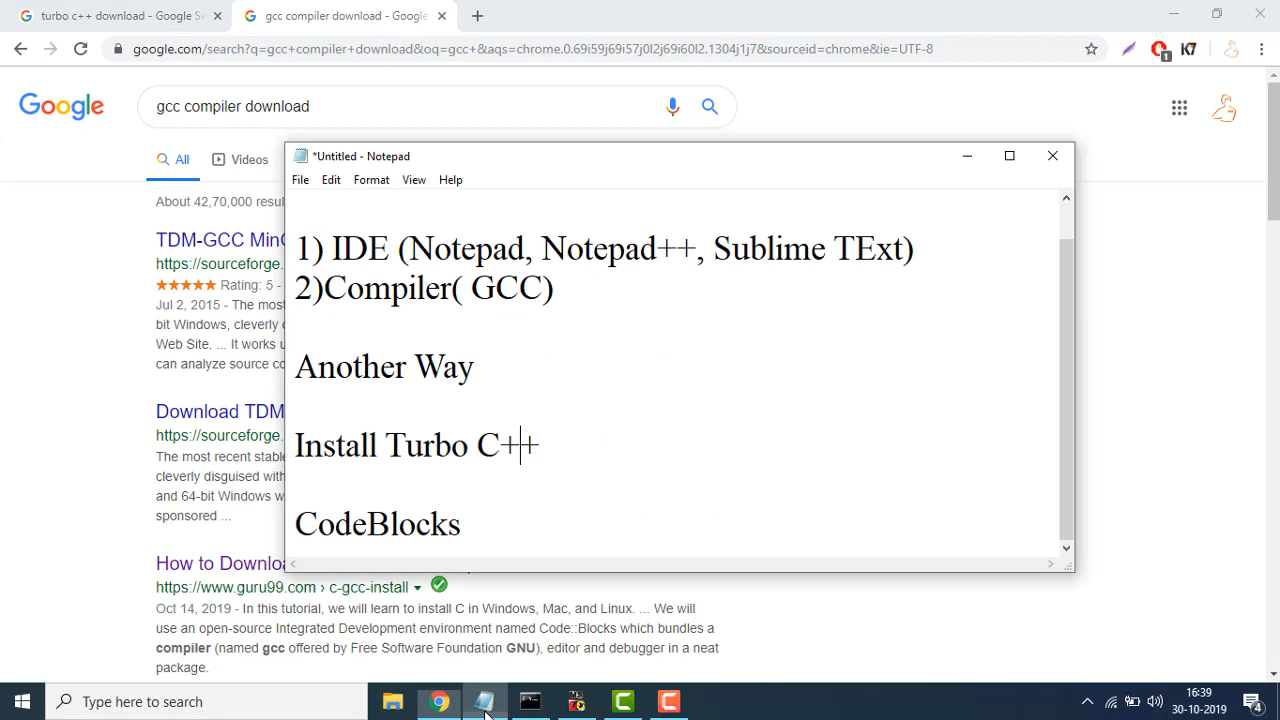 turbo c++ download - Google Se
gcc compiler download - Google
google.com/search?q=gcc+compiler+download&oq=gcc+&aqs=chrome.0.69i59j69i57j0l2j69i60l2.1304j1j7&sourceid=chrome&ie=UTF-8
1
K7
Google
gcc compiler download
All
Videos
About 42,70,000 resul
TDM-GCC Min
https://sourceforge.
Rating: 5 -
Jul 2, 2015 - The mos
bit Windows, cleverly
Web Site. ... It works u
can analyze source co
Download TDM
https://sourceforge.
The most recent stable
cleverly disguised with
and 64-bit Windows w
sponsored ...
How to Downlo
https://www.guru99.com › c-gcc-install
Oct 14, 2019 - In this tutorial, we will learn to install C in Windows, Mac, and Linux. ... We will
use an open-source Integrated Development environment named Code::Blocks which bundles a
compiler (named gcc offered by Free Software Foundation GNU), editor and debugger in a neat
package.
*Untitled - Notepad
File Edit Format View Help
1) IDE (Notepad, Notepad++, Sublime TExt)
2)Compiler( GCC)
Another Way
Install Turbo C++
CodeBlocks
Type here to search
16:39
30-10-2019
4